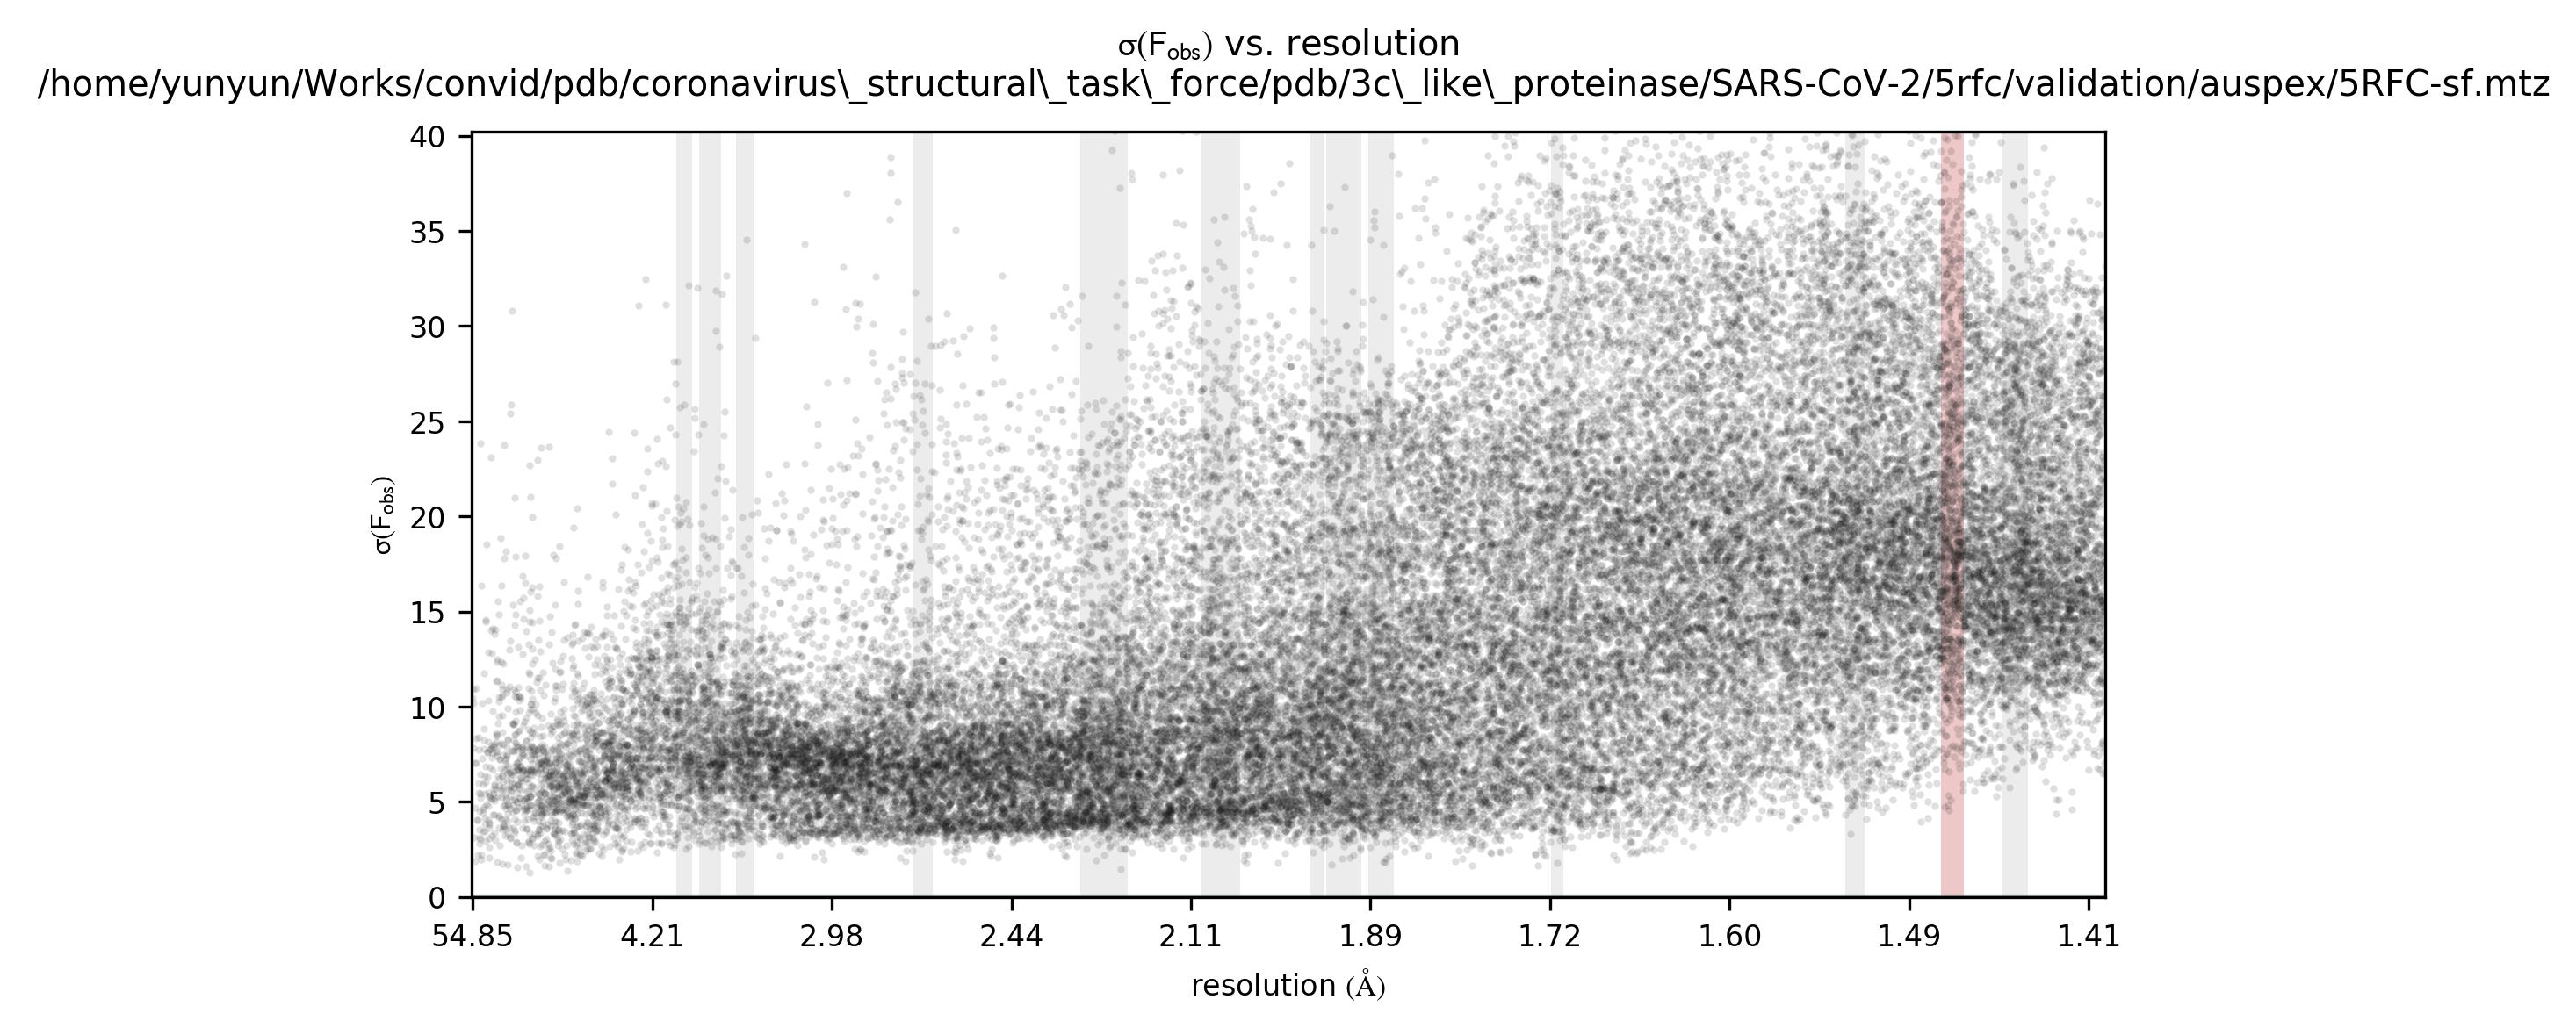 σ(Fobs) vs. resolution
/home/yunyun/Works/convid/pdb/coronavirus\_structural\_task\_force/pdb/3c\_like\_proteinase/SARS-CoV-2/5rfc/validation/auspex/5RFC-sf.mtz
40
35
30
25
20
15
10
5
0
σ(Fobs)
54.85 4.21 2.98 2.44 2.11 1.89 1.72 1.60 1.49 1.41
resolution (Å)